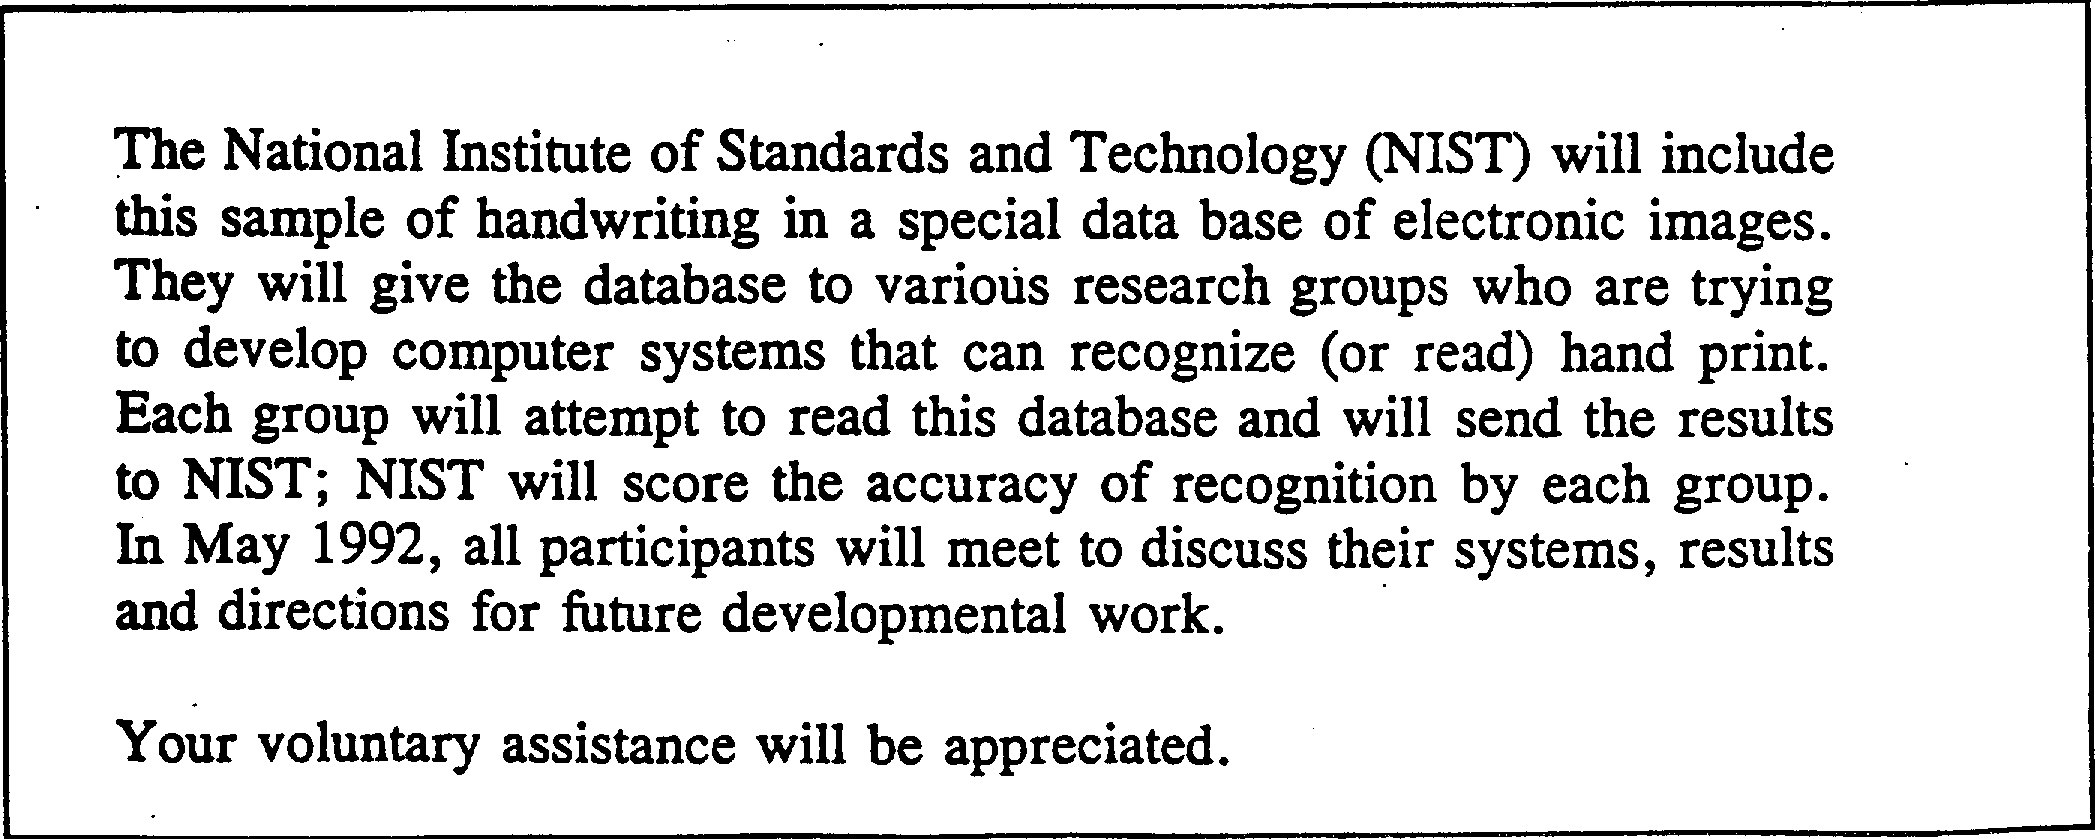 The National Institute of Standards and Technology (NIST) will include
this sample of handwriting in a special data base of electronic images.
They will give the database to various research groups who are trying
to develop computer systems that can recognize (or read) hand print.
Each group will attempt to read this database and will send the results
to NIST; NIST will score the accuracy of recognition by each group.
In May 1992, all participants will meet to discuss their systems, results
and directions for future developmental work.
Your voluntary assistance will be appreciated.